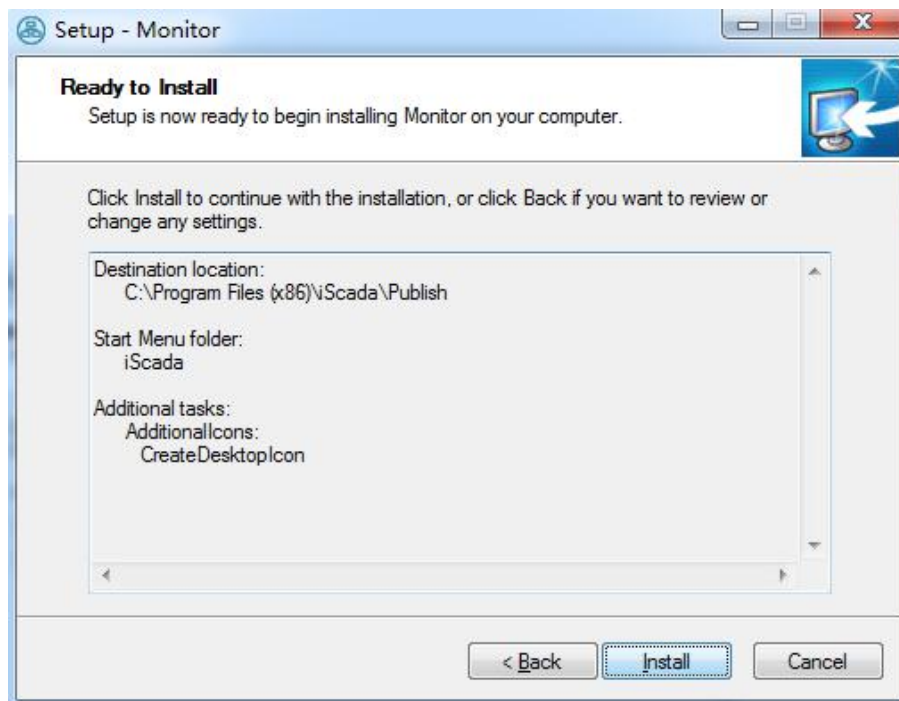 Setup - Monitor
Ready to Install
Setup is now ready to begin installing Monitor on your computer.
Click Install to continue with the installation, or click Back if you want to review or
change any settings.
Destination location:
C:\Program Files (x86)\iScada\Publish
Start Menu folder:
iScada
Additional tasks:
AdditionalIcons:
CreateDesktopIcon
< Back
Install
Cancel